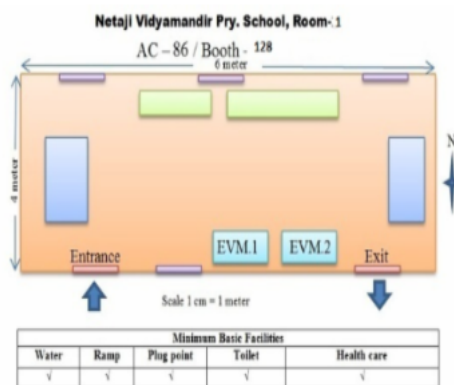 Netaji Vidyamandir Pry. School, Room-1
AC - 86 / Booth - 128
6 meter
4 meter
N
EVM.1 EVM.2
Entrance Exit
Scale 1 cm = 1 meter
Minimum Basic Facilities
Water Ramp Plug point Toilet Health care
√ √ √ √ √